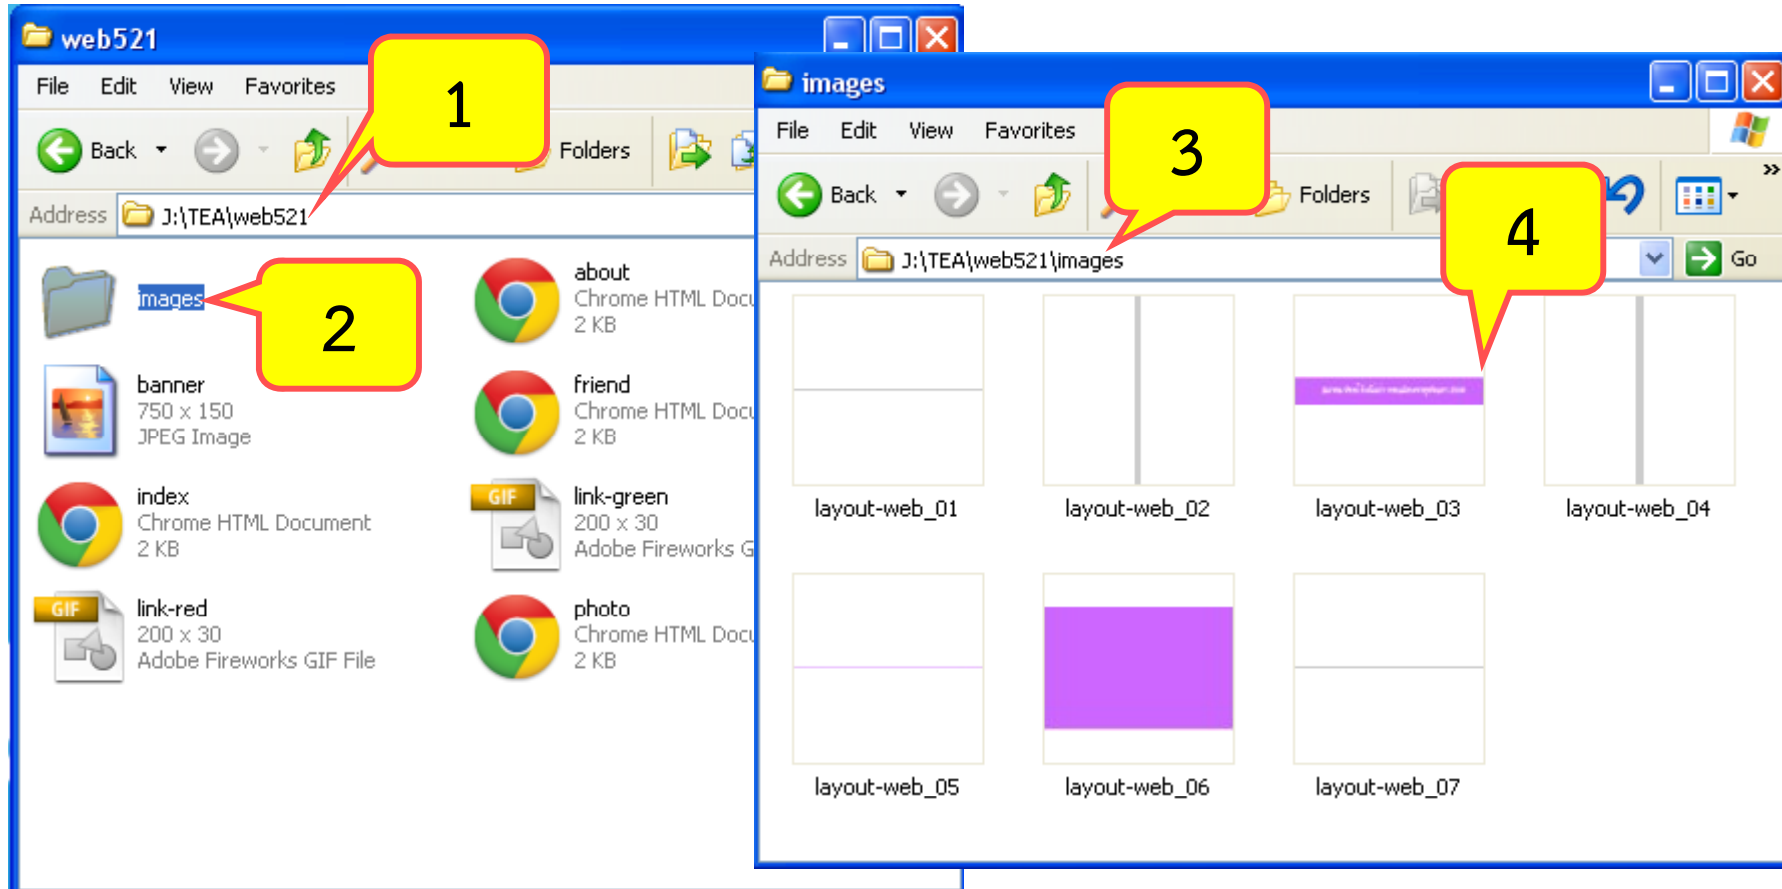 web521
File Edit View Favorites
1
Back Folders
Address J:\TEA\web521
images
2
about
Chrome HTML Docu
2 KB
banner
750 x 150
JPEG Image
friend
Chrome HTML Docu
2 KB
index
Chrome HTML Document
2 KB
GIF
link-green
200 x 30
Adobe Fireworks G
GIF
link-red
200 x 30
Adobe Fireworks GIF File
photo
Chrome HTML Docu
2 KB
images
File Edit View Favorites
3
Back Folders
»
4
Address J:\TEA\web521\images
Go
layout-web_01
layout-web_02
layout-web_03
layout-web_04
layout-web_05
layout-web_06
layout-web_07